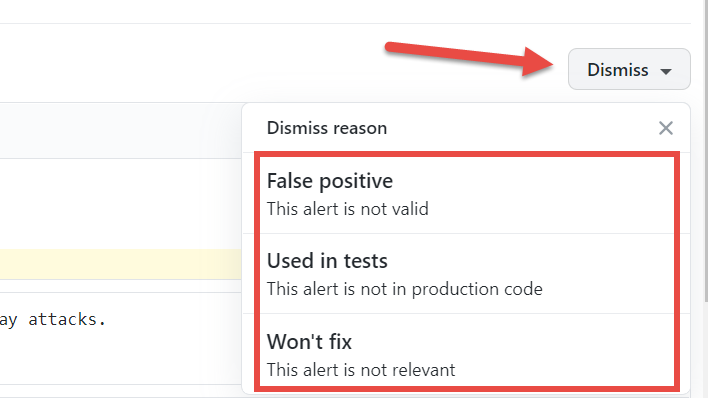 Dismiss
Dismiss reason
False positive
This alert is not valid
Used in tests
This alert is not in production code
ay attacks.
Won't fix
This alert is not relevant